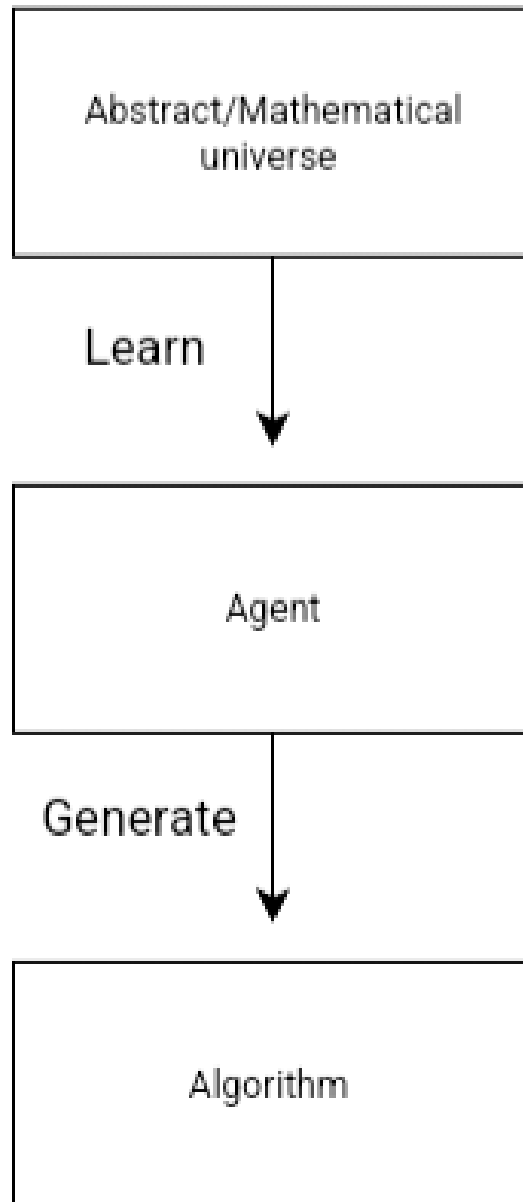 Abstract/Mathematical
universe
Learn
Agent
Generate
Algorithm